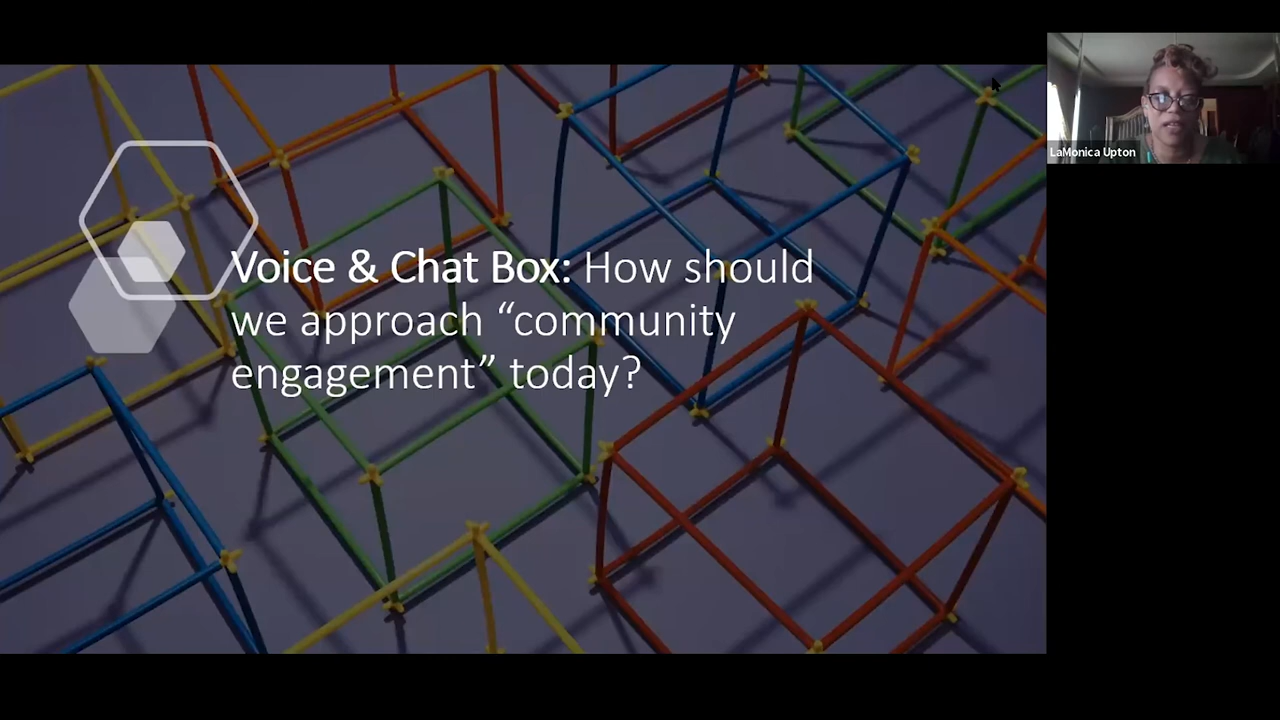 Voice & Chat Box: How should
we approach “community
engagement” today?
LaMonica Upton